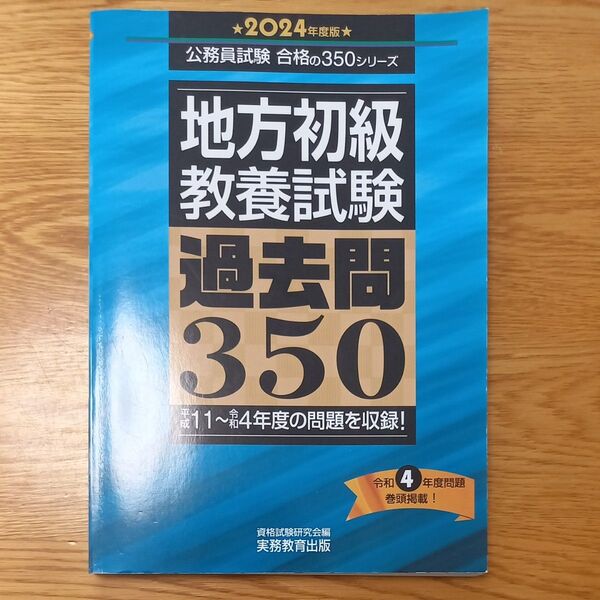 ★2024年度版★
公務員試験 合格の350シリーズ
地方初級
教養試験
過去問
350
平成11～令和4年度の問題を収録!
令和4年度問題
巻頭掲載!
資格試験研究会編
実務教育出版